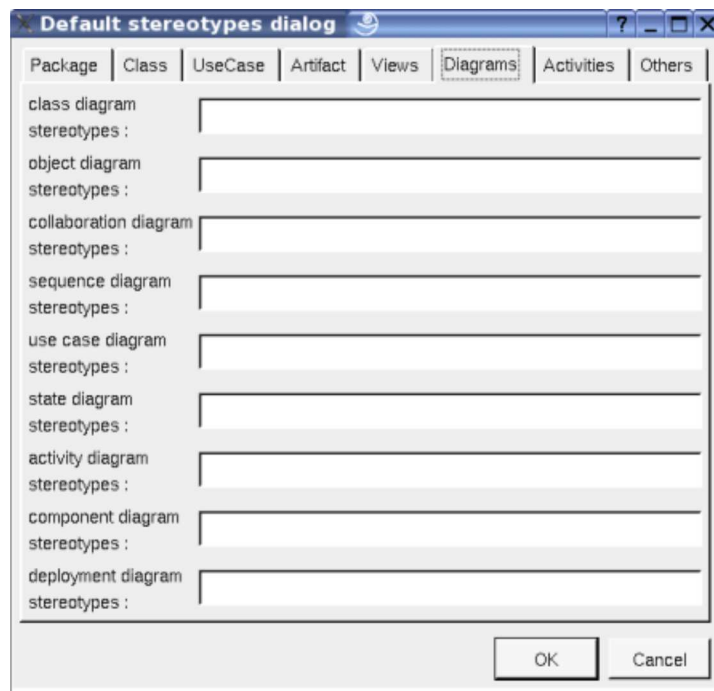 Default stereotypes dialog
Package Class UseCase Artifact Views Diagrams Activities Others
class diagram
stereotypes :
object diagram
stereotypes :
collaboration diagram
stereotypes :
sequence diagram
stereotypes :
use case diagram
stereotypes :
state diagram
stereotypes :
activity diagram
stereotypes :
component diagram
stereotypes :
deployment diagram
stereotypes :
OK Cancel